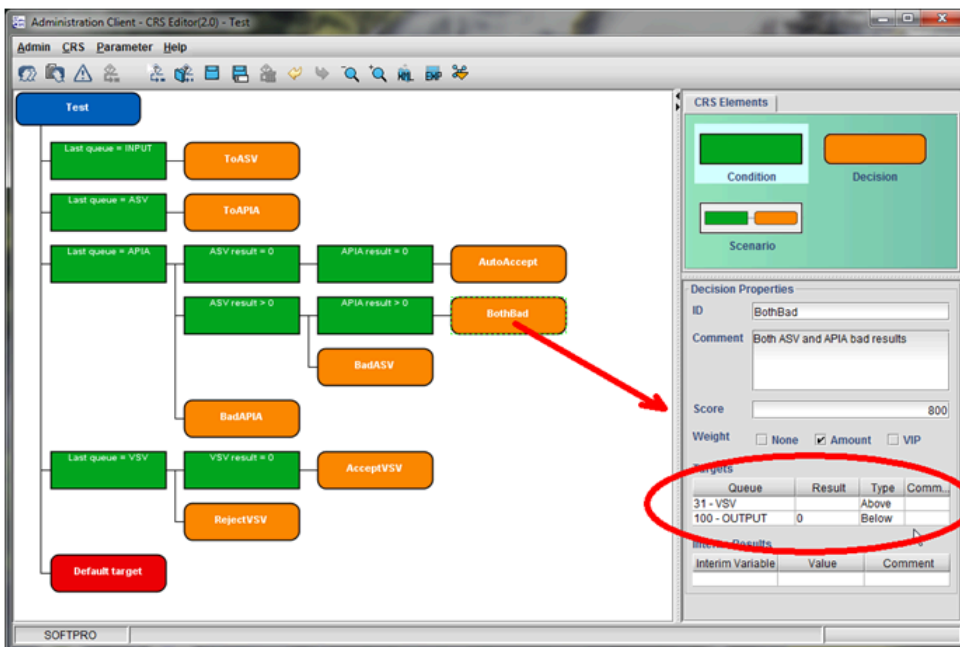 Administration Client - CRS Editor(2.0) - Test
Admin CRS Parameter Help
XML EXP
Test
Last queue = INPUT
ToASV
Last queue = ASV
ToAPIA
Last queue = APIA
ASV result = 0
APIA result = 0
AutoAccept
ASV result > 0
APIA result > 0
BothBad
BadASV
BadAPIA
Last queue = VSV
VSV result = 0
AcceptVSV
RejectVSV
Default target
CRS Elements
Condition
Decision
Scenario
Decision Properties
ID BothBad
Comment Both ASV and APIA bad results
Score 800
Weight None Amount VIP
Targets
Queue Result Type Comm...
31 - VSV Above
100 - OUTPUT 0 Below
Interim Results
Interim Variable Value Comment
SOFTPRO